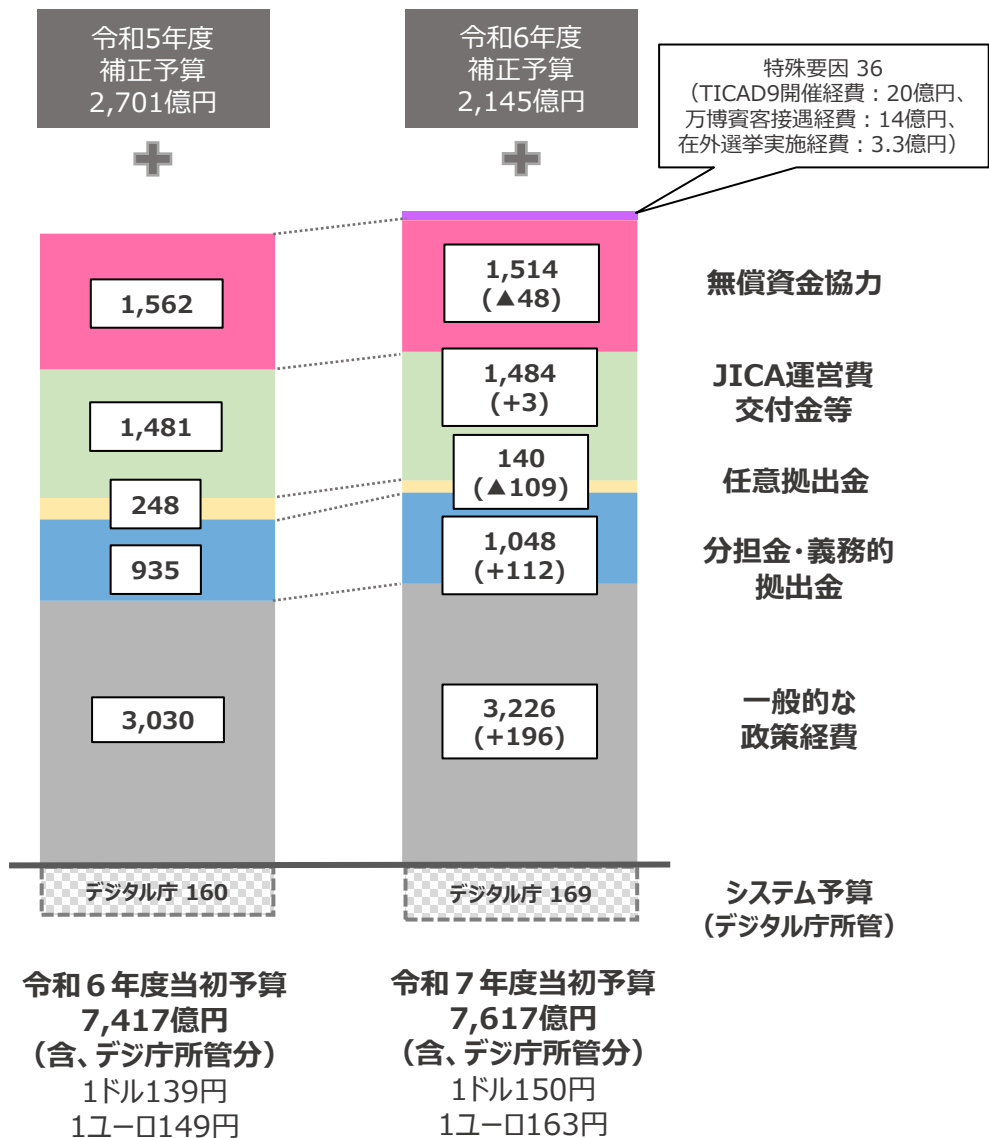 令和5年度
補正予算
2,701億円
令和6年度
補正予算
2,145億円
特殊要因 36
（TICAD9開催経費：20億円、
万博賓客接遇経費：14億円、
在外選挙実施経費：3.3億円）
1,562
1,514
(▲48)
無償資金協力
1,481
1,484
(+3)
JICA運営費
交付金等
248
140
(▲109)
任意拠出金
935
1,048
(+112)
分担金・義務的
拠出金
3,030
3,226
(+196)
一般的な
政策経費
デジタル庁 160
デジタル庁 169
システム予算
（デジタル庁所管）
令和６年度当初予算
7,417億円
（含、デジ庁所管分）
1ドル139円
1ユーロ149円
令和７年度当初予算
7,617億円
（含、デジ庁所管分）
1ドル150円
1ユーロ163円